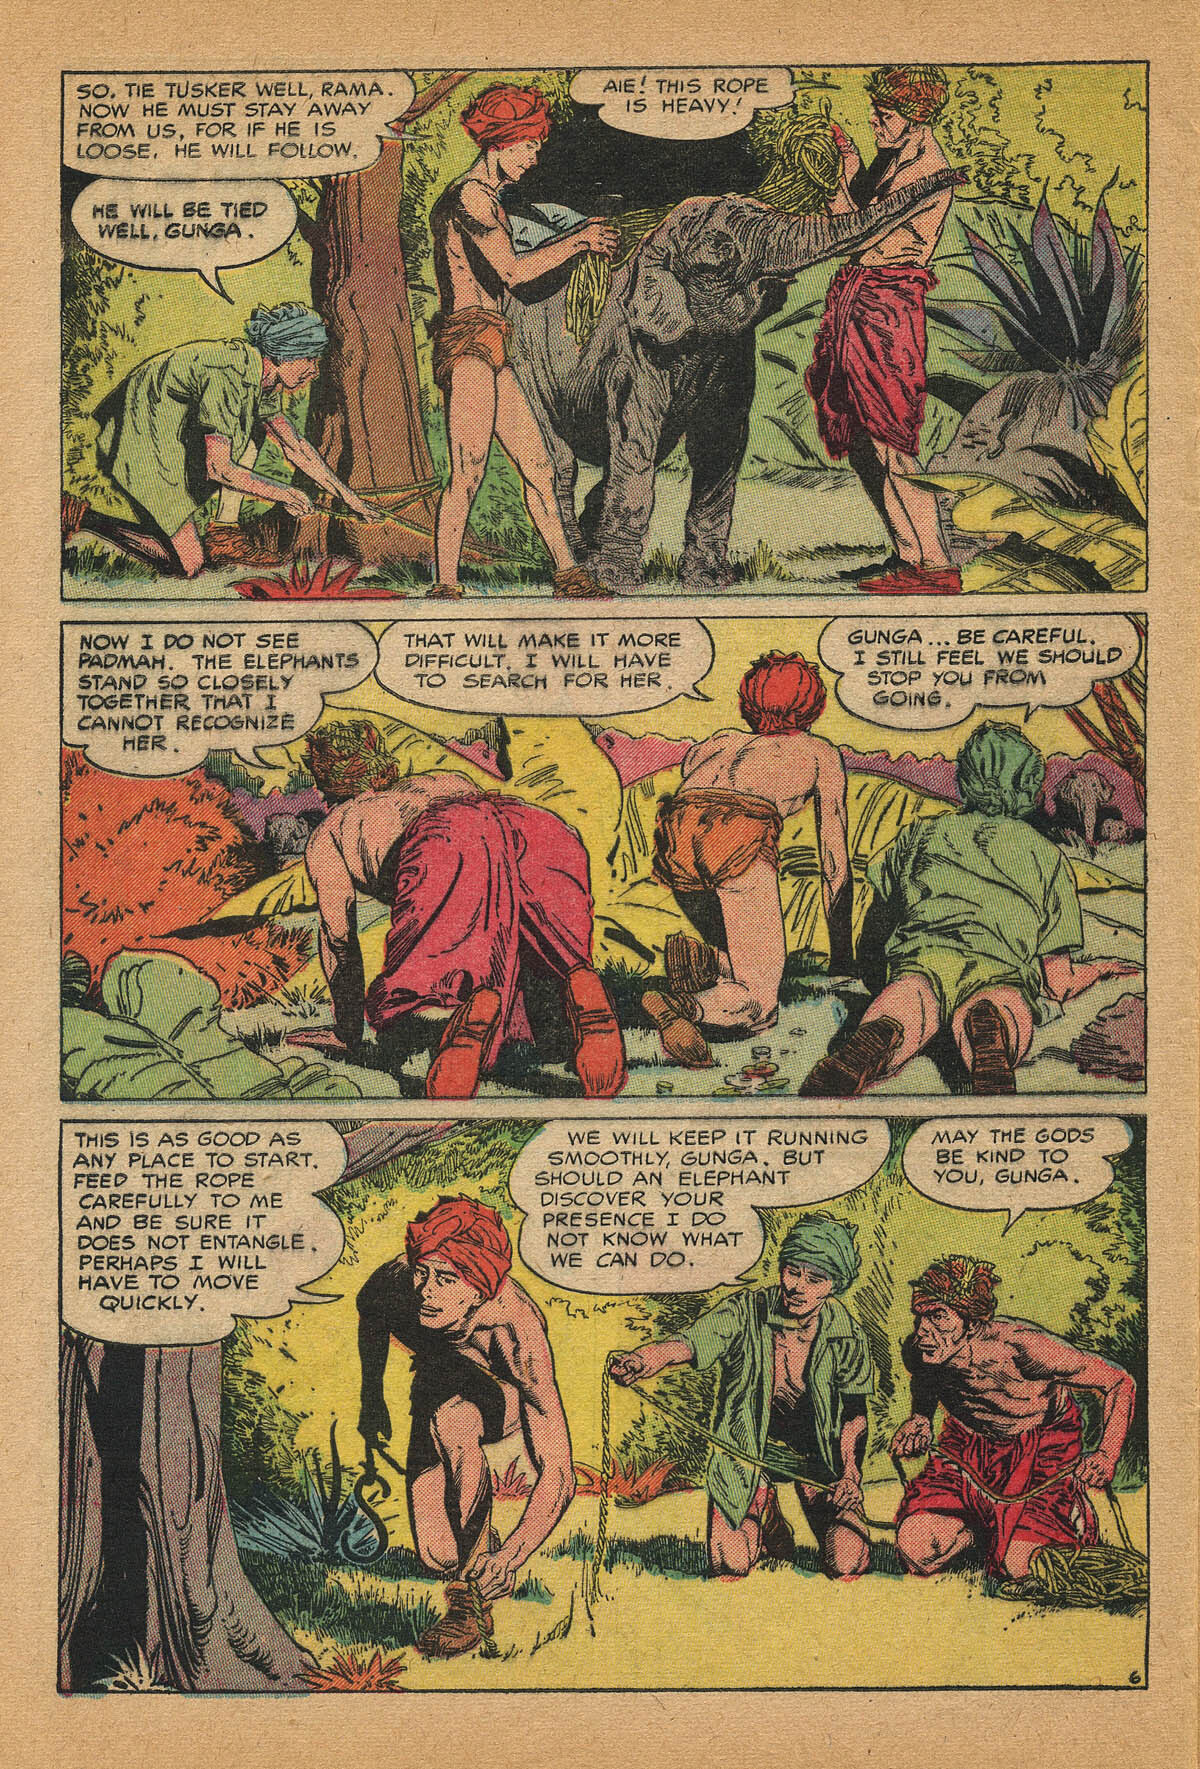 SO. TIE TUSKER WELL, RAMA.
NOW HE MUST STAY AWAY
FROM US, FOR IF HE IS
LOOSE, HE WILL FOLLOW.
HE WILL BE TIED
WELL, GUNGA.
AIE! THIS ROPE
IS HEAVY!
NOW I DO NOT SEE
PADMAH. THE ELEPHANTS
STAND SO CLOSELY
TOGETHER THAT I
CANNOT RECOGNIZE
HER.
THAT WILL MAKE IT MORE
DIFFICULT. I WILL HAVE
TO SEARCH FOR HER.
GUNGA... BE CAREFUL.
I STILL FEEL WE SHOULD
STOP YOU FROM
GOING.
THIS IS AS GOOD AS
ANY PLACE TO START.
FEED THE ROPE
CAREFULLY TO ME
AND BE SURE IT
DOES NOT ENTANGLE.
PERHAPS I WILL
HAVE TO MOVE
QUICKLY.
WE WILL KEEP IT RUNNING
SMOOTHLY, GUNGA. BUT
SHOULD AN ELEPHANT
DISCOVER YOUR
PRESENCE I DO
NOT KNOW WHAT
WE CAN DO.
MAY THE GODS
BE KIND TO
YOU, GUNGA.
6